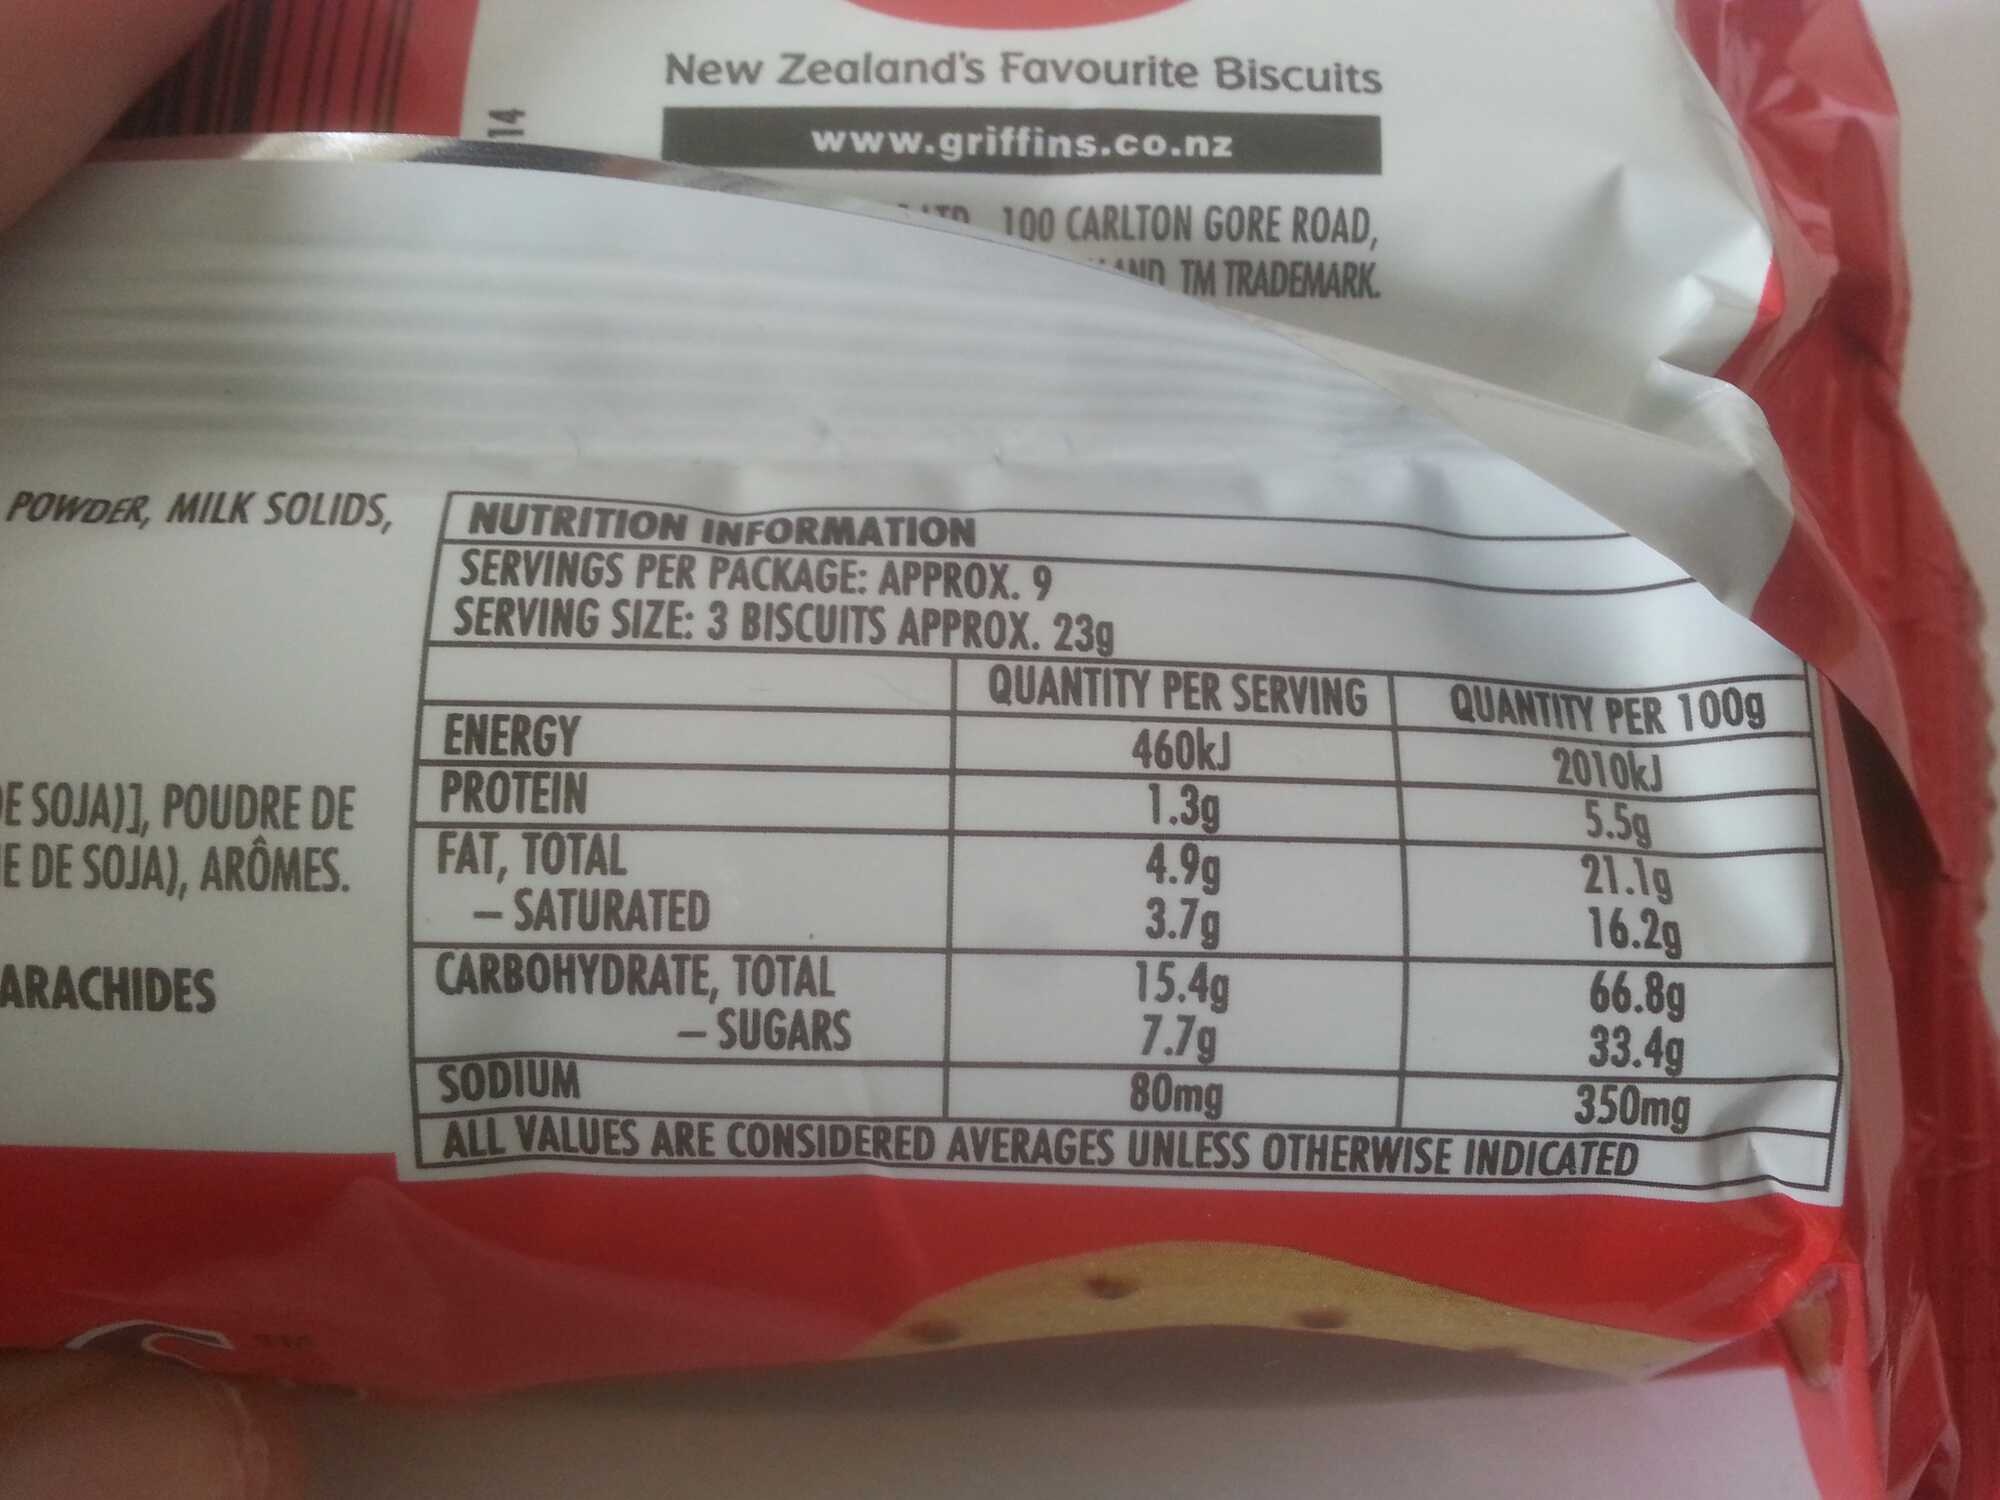 New Zealand's Favourite Biscuits
14
www.griffins.co.nz
LTD 100 CARLTON GORE ROAD,
TM TRADEMARK.
POWDER, MILK SOLIDS,
DE SOJA)], POUDRE DE
DE SOJA), ARÔMES.
ARACHIDES
NUTRITION INFORMATION
SERVINGS PER PACKAGE: APPROX. 9
SERVING SIZE: 3 BISCUITS APPROX. 23g
QUANTITY PER SERVING QUANTITY PER 100g
ENERGY 460kJ 2010kJ
PROTEIN 1.3g 5.5g
FAT, TOTAL 4.9g 21.1g
– SATURATED 3.7g 16.2g
CARBOHYDRATE, TOTAL 15.4g 66.8g
– SUGARS 7.7g 33.4g
SODIUM 80mg 350mg
ALL VALUES ARE CONSIDERED AVERAGES UNLESS OTHERWISE INDICATED
TM